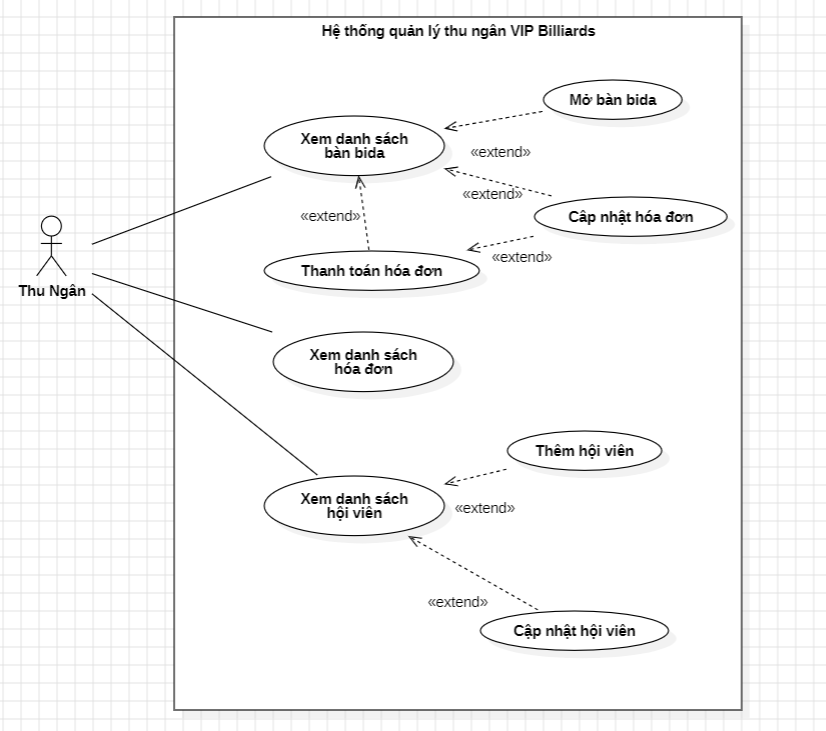 Hệ thống quản lý thu ngân VIP Billiards
Mở bàn bida
Xem danh sách
bàn bida
«extend»
«extend»
«extend»
Cập nhật hóa đơn
«extend»
Thanh toán hóa đơn
Thu Ngân
Xem danh sách
hóa đơn
Thêm hội viên
Xem danh sách
hội viên
«extend»
«extend»
Cập nhật hội viên